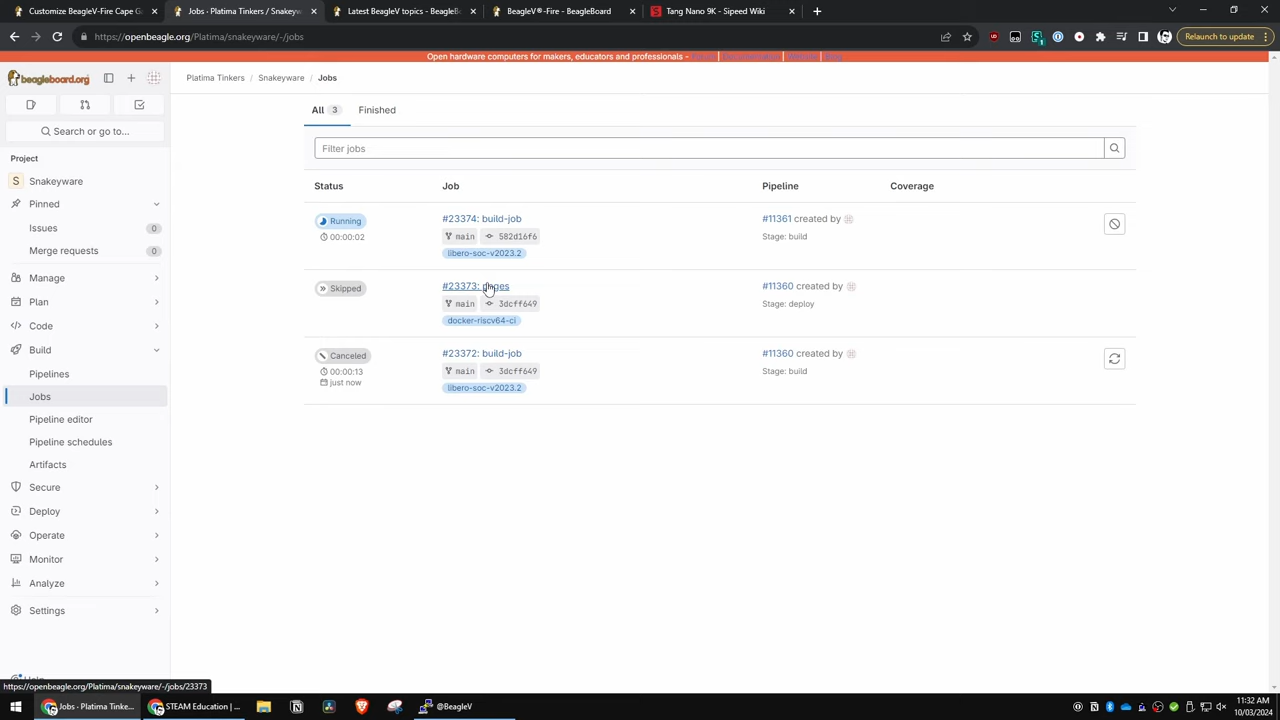 Customize BeagleV-Fire Cape G
Jobs · Platima Tinkers / Snakeware ·
Latest BeagleV topics - BeagleB
BeagleV®-Fire - BeagleBoard
Tang Nano 9K - Sipeed Wiki
https://openbeagle.org/Platima/snakeyware/-/jobs
Relaunch to update
Open hardware computers for makers, educators and professionals -
beagleboard.org
Platima Tinkers / Snakeyware / Jobs
Search or go to...
All 3
Finished
Filter jobs
Project
S Snakeyware
Pinned
Issues 0
Merge requests 0
Manage
Plan
Code
Build
Pipelines
Jobs
Pipeline editor
Pipeline schedules
Artifacts
Secure
Deploy
Operate
Monitor
Analyze
Settings
Help
Status Job Pipeline Coverage
Running #23374: build-job #11361 created by
00:00:02 main 582d16f6 Stage: build
libero-soc-v2023.2
Skipped #23373: pages #11360 created by
main 3dcff649 Stage: deploy
docker-riscv64-ci
Canceled #23372: build-job #11360 created by
00:00:13 main 3dcff649 Stage: build
just now
libero-soc-v2023.2
https://openbeagle.org/Platima/snakeyware/-/jobs/23373
Jobs · Platima Tinke...
STEAM Education | ...
@BeagleV
11:32 AM
10/03/2024